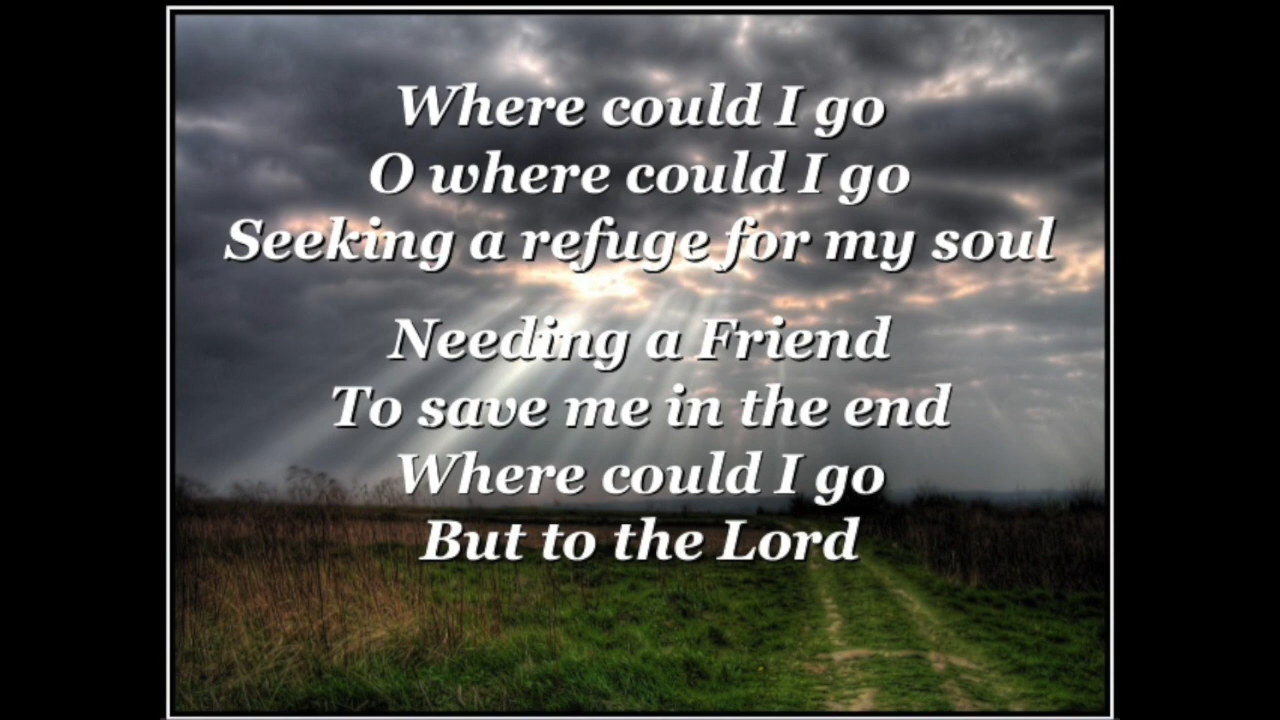 Where could I go
O where could I go
Seeking a refuge for my soul
Needing a Friend
To save me in the end
Where could I go
But to the Lord